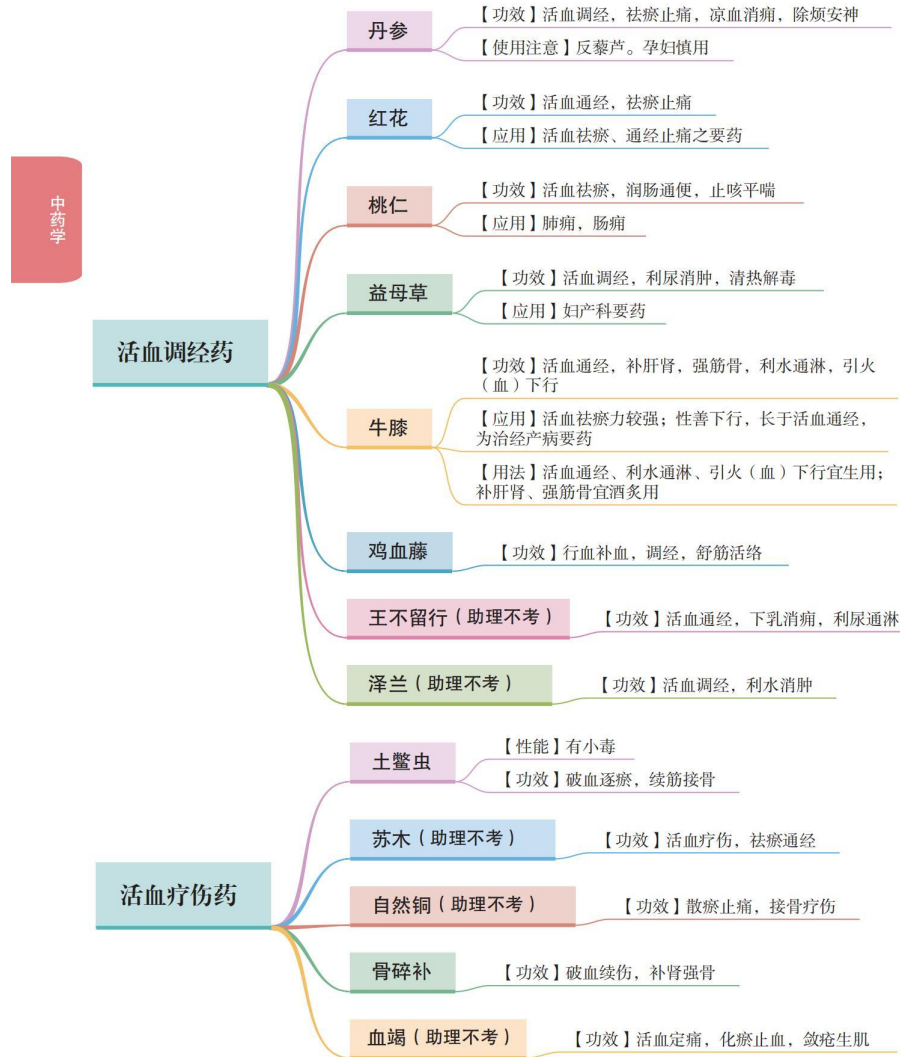 中药学
活血调经药
丹参
【功效】活血调经，祛瘀止痛，凉血消痈，除烦安神
【使用注意】反藜芦。孕妇慎用
红花
【功效】活血通经，祛瘀止痛
【应用】活血祛瘀、通经止痛之要药
桃仁
【功效】活血祛瘀，润肠通便，止咳平喘
【应用】肺痈，肠痈
益母草
【功效】活血调经，利尿消肿，清热解毒
【应用】妇产科要药
牛膝
【功效】活血通经，补肝肾，强筋骨，利水通淋，引火
（血）下行
【应用】活血祛瘀力较强；性善下行，长于活血通经，
为治经产病要药
【用法】活血通经、利水通淋、引火（血）下行宜生用；
补肝肾、强筋骨宜酒炙用
鸡血藤
【功效】行血补血，调经，舒筋活络
王不留行（助理不考）
【功效】活血通经，下乳消痈，利尿通淋
泽兰（助理不考）
【功效】活血调经，利水消肿
活血疗伤药
土鳖虫
【性能】有小毒
【功效】破血逐瘀，续筋接骨
苏木（助理不考）
【功效】活血疗伤，祛瘀通经
自然铜（助理不考）
【功效】散瘀止痛，接骨疗伤
骨碎补
【功效】破血续伤，补肾强骨
血竭（助理不考）
【功效】活血定痛，化瘀止血，敛疮生肌